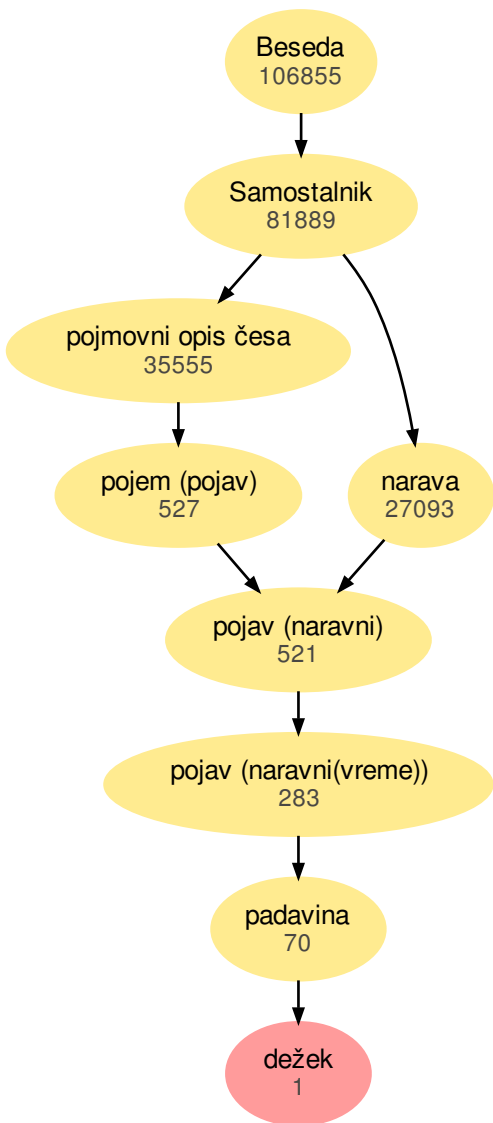 Beseda
106855
Samostalnik
81889
pojmovni opis česa
35555
pojem (pojav)
527
narava
27093
pojav (naravni)
521
pojav (naravni(vreme))
283
padavina
70
dežek
1